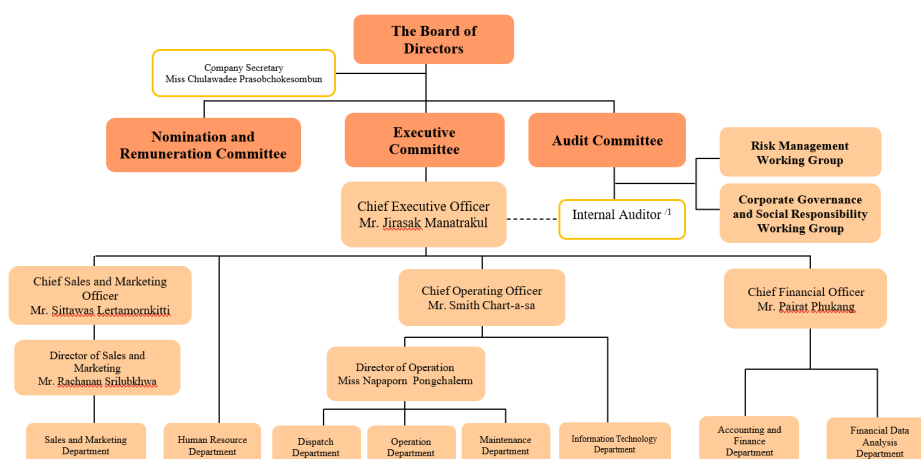 The Board of
Directors
Company Secretary
Miss Chulawadee Prasobchokesombun
Nomination and
Remuneration Committee
Executive
Committee
Audit Committee
Risk Management
Working Group
Corporate Governance
and Social Responsibility
Working Group
Chief Executive Officer
Mr. Jirasak Manatrakul
Internal Auditor /1
Chief Sales and Marketing
Officer
Mr. Sittawas Lertamornkitti
Chief Operating Officer
Mr. Smith Chart-a-sa
Chief Financial Officer
Mr. Pairat Phukang
Director of Sales and
Marketing
Mr. Rachanan Srilubkhwa
Director of Operation
Miss Napaporn Pongchalerm
Sales and Marketing
Department
Human Resource
Department
Dispatch
Department
Operation
Department
Maintenance
Department
Information Technology
Department
Accounting and
Finance
Department
Financial Data
Analysis
Department